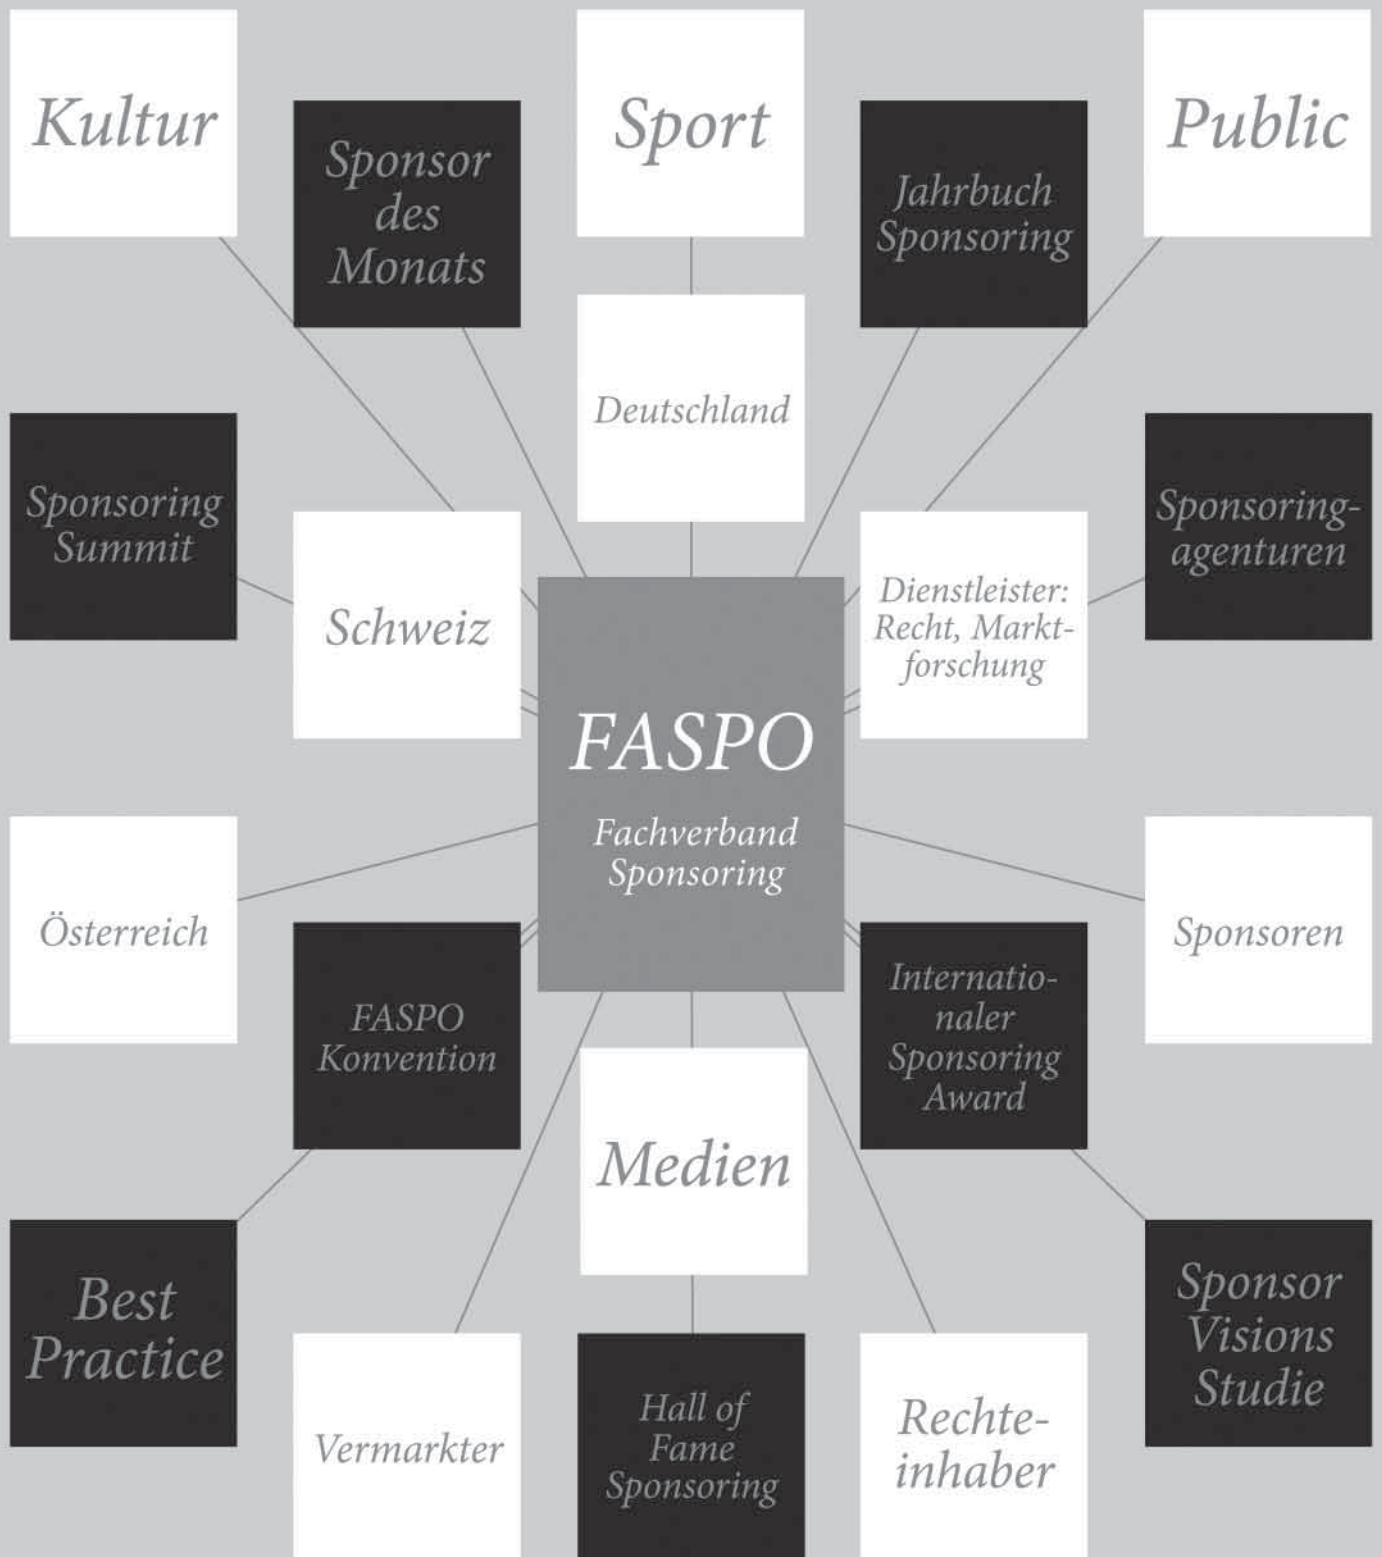 Kultur
Sport
Public
Sponsor
des
Monats
Jahrbuch
Sponsoring
Deutschland
Sponsoring
Summit
Sponsoring-
agenturen
Schweiz
Dienstleister:
Recht, Markt-
forschung
FASPO
Fachverband
Sponsoring
Österreich
Sponsoren
FASPO
Konvention
Internatio-
naler
Sponsoring
Award
Medien
Best
Practice
Sponsor
Visions
Studie
Vermarkter
Hall of
Fame
Sponsoring
Rechte-
inhaber